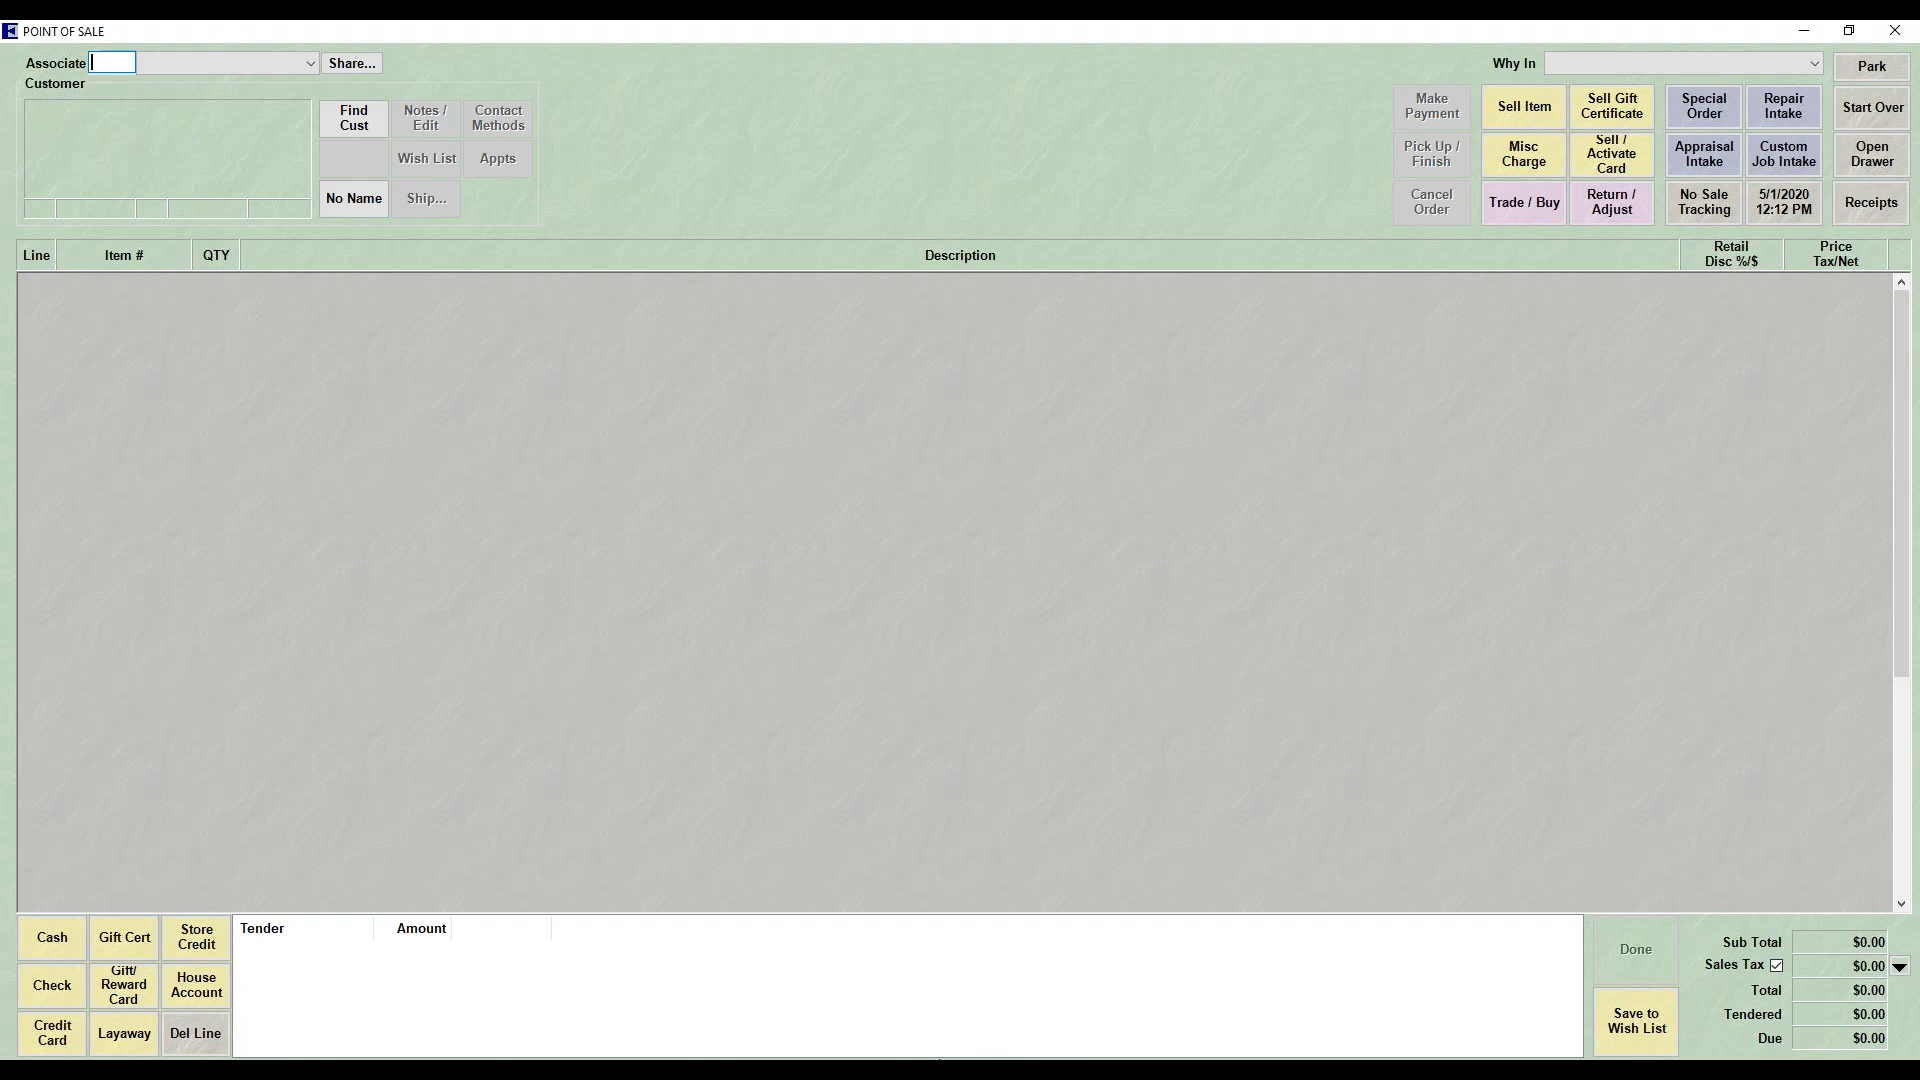 POINT OF SALE
Associate
Share...
Why In
Park
Customer
Find
Cust
Notes /
Edit
Contact
Methods
Make
Payment
Sell Item
Sell Gift
Certificate
Special
Order
Repair
Intake
Start Over
Wish List
Appts
Pick Up /
Finish
Misc
Charge
Sell /
Activate
Card
Appraisal
Intake
Custom
Job Intake
Open
Drawer
No Name
Ship...
Cancel
Order
Trade / Buy
Return /
Adjust
No Sale
Tracking
5/1/2020
12:12 PM
Receipts
Line
Item #
QTY
Description
Retail
Disc %/$
Price
Tax/Net
Cash
Gift Cert
Store
Credit
Tender
Amount
Done
Sub Total
$0.00
Sales Tax
$0.00
Check
Gift/
Reward
Card
House
Account
Total
$0.00
Credit
Card
Layaway
Del Line
Save to
Wish List
Tendered
$0.00
Due
$0.00